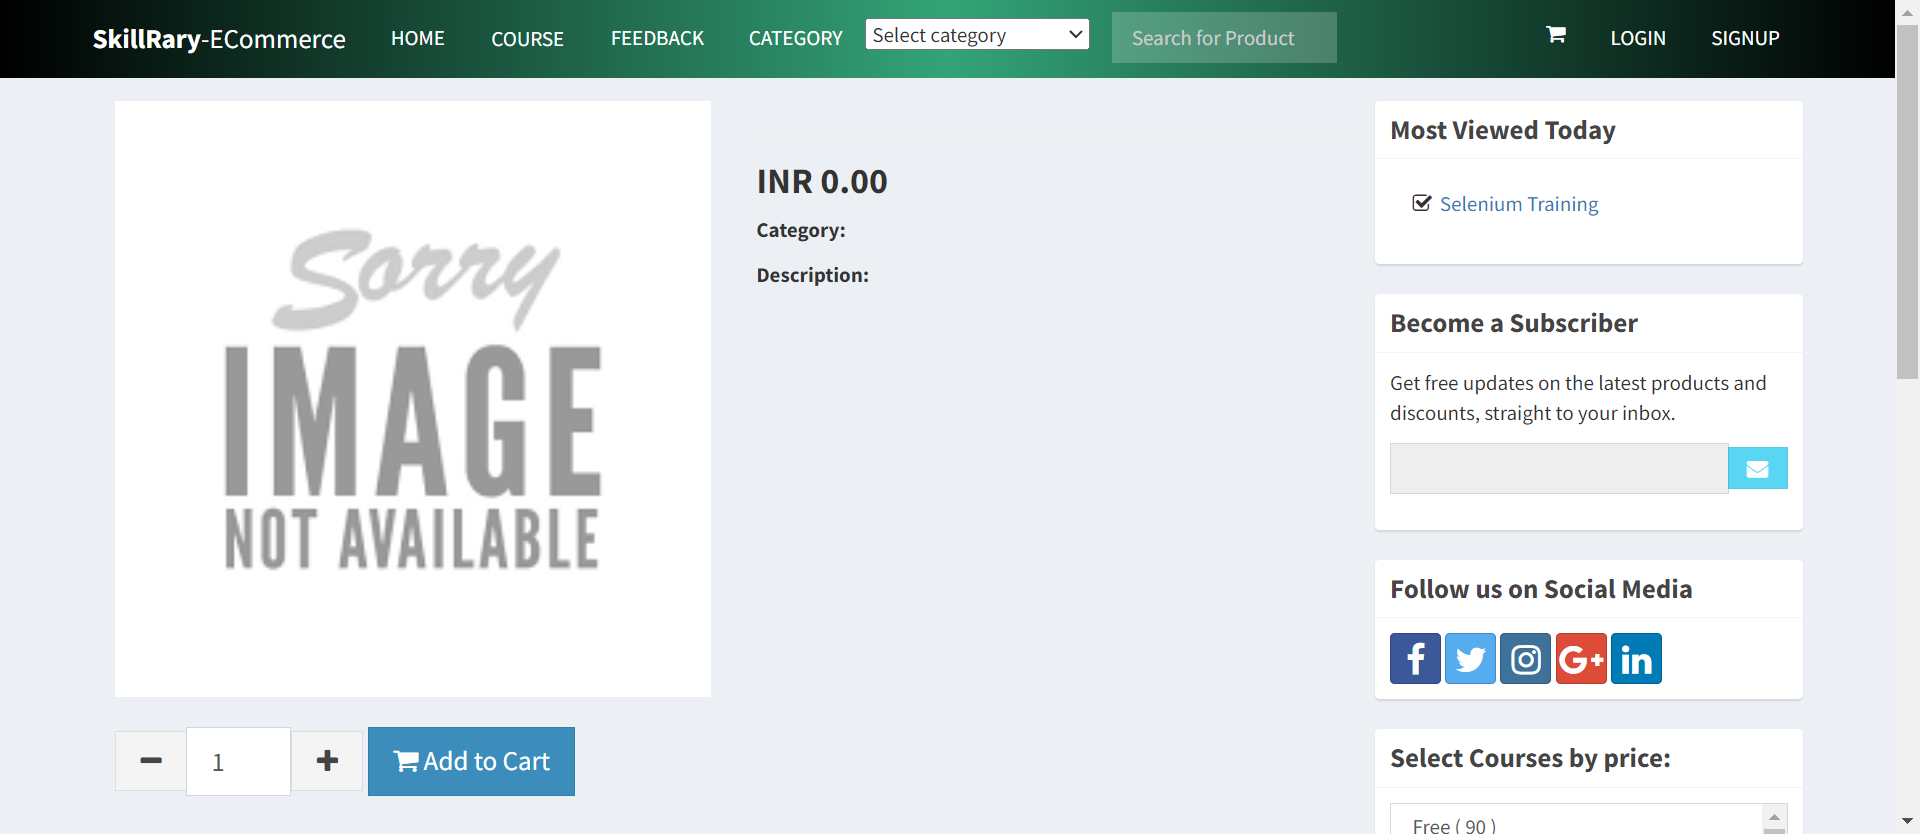 SkillRary-ECommerce HOME COURSE FEEDBACK CATEGORY Select category Search for Product LOGIN SIGNUP
Sorry
IMAGE
NOT AVAILABLE
INR 0.00
Category:
Description:
1
Add to Cart
Most Viewed Today
Selenium Training
Become a Subscriber
Get free updates on the latest products and
discounts, straight to your inbox.
Follow us on Social Media
Select Courses by price:
Free ( 90 )